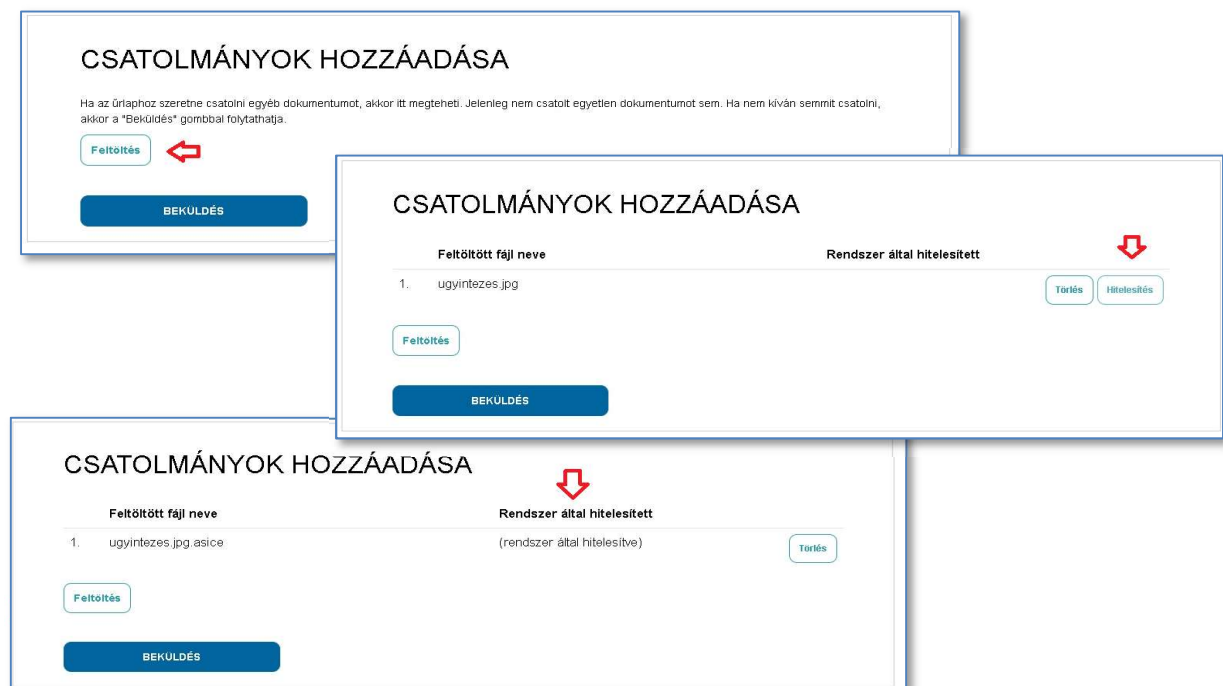 CSATOLMÁNYOK HOZZÁADÁSA
Ha az űrlaphoz szeretne csatolni egyéb dokumentumot, akkor itt megteheti. Jelenleg nem csatolt egyetlen dokumentumot sem. Ha nem kíván semmit csatolni,
akkor a "Beküldés" gombbal folytathatja.
Feltöltés
BEKÜLDÉS
CSATOLMÁNYOK HOZZÁADÁSA
Feltöltött fájl neve Rendszer által hitelesített
1. ugyintezes.jpg Törlés Hitelesítés
Feltöltés
BEKÜLDÉS
CSATOLMÁNYOK HOZZÁADÁSA
Feltöltött fájl neve Rendszer által hitelesített
1. ugyintezes.jpg.asice (rendszer által hitelesítve) Törlés
Feltöltés
BEKÜLDÉS